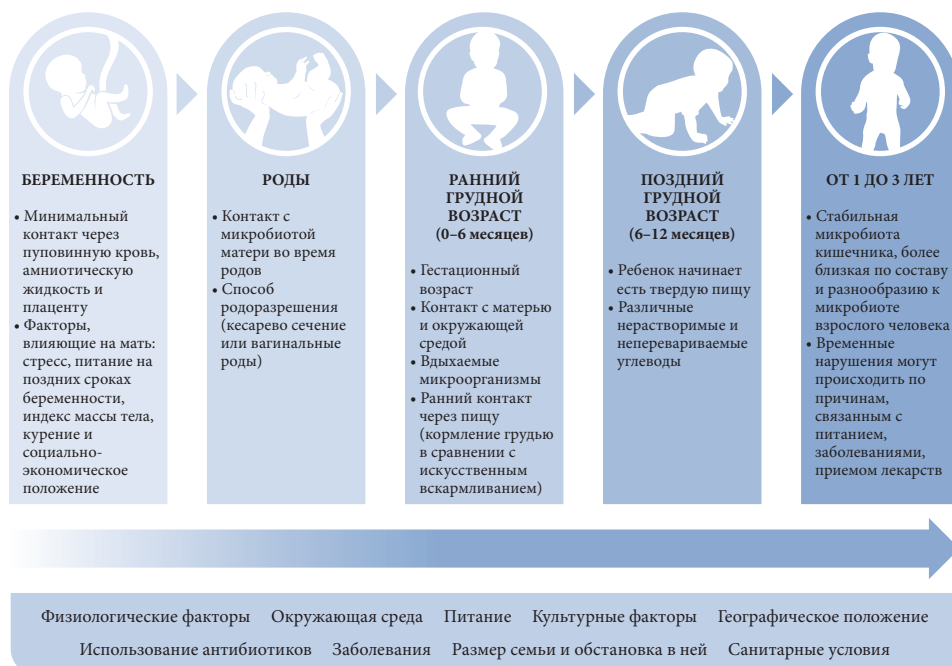 БЕРЕМЕННОСТЬ
• Минимальный
контакт через
пуповинную кровь,
амниотическую
жидкость и
плаценту
• Факторы,
влияющие на мать:
стресс, питание на
поздних сроках
беременности,
индекс массы тела,
курение и
социально-
экономическое
положение
РОДЫ
• Контакт с
микробиотой
матери во время
родов
• Способ
родоразрешения
(кесарево сечение
или вагинальные
роды)
РАННИЙ
ГРУДНОЙ
ВОЗРАСТ
(0–6 месяцев)
• Гестационный
возраст
• Контакт с матерью
и окружающей
средой
• Вдыхаемые
микроорганизмы
• Ранний контакт
через пищу
(кормление грудью
в сравнении с
искусственным
вскармливанием)
ПОЗДНИЙ
ГРУДНОЙ
ВОЗРАСТ
(6–12 месяцев)
• Ребенок начинает
есть твердую пищу
• Различные
нерастворимые и
неперевариваемые
углеводы
ОТ 1 ДО 3 ЛЕТ
• Стабильная
микробиота
кишечника, более
близкая по составу
и разнообразию к
микробиоте
взрослого человека
• Временные
нарушения могут
происходить по
причинам,
связанным с
питанием,
заболеваниями,
приемом лекарств
Физиологические факторы Окружающая среда Питание Культурные факторы Географическое положение
Использование антибиотиков Заболевания Размер семьи и обстановка в ней Санитарные условия